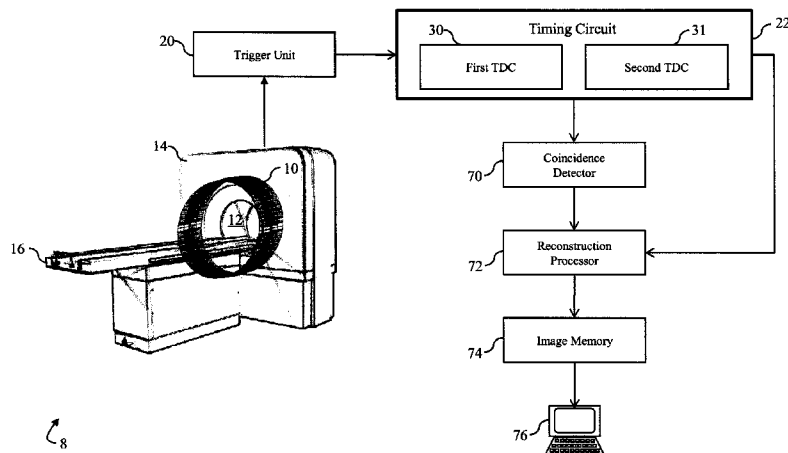 20
Trigger Unit
Timing Circuit
22
30
First TDC
31
Second TDC
14
10
12
16
70
Coincidence
Detector
72
Reconstruction
Processor
74
Image Memory
76
8